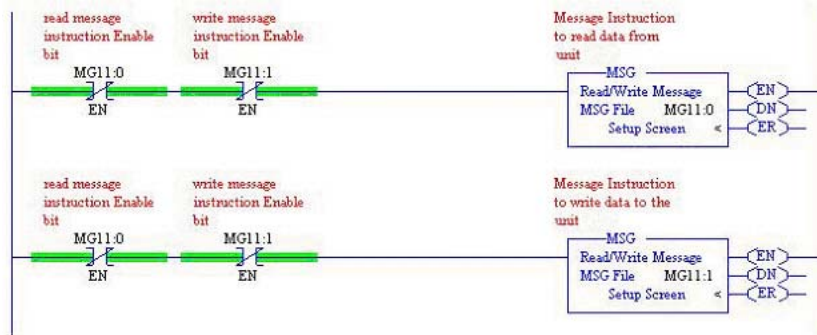 read message
instruction Enable
bit
MG11:0
EN
write message
instruction Enable
bit
MG11:1
EN
Message Instruction
to read data from
unit
MSG
Read/Write Message
MSG File MG11:0
Setup Screen <
EN
DN
ER
read message
instruction Enable
bit
MG11:0
EN
write message
instruction Enable
bit
MG11:1
EN
Message Instruction
to write data to the
unit
MSG
Read/Write Message
MSG File MG11:1
Setup Screen <
EN
DN
ER